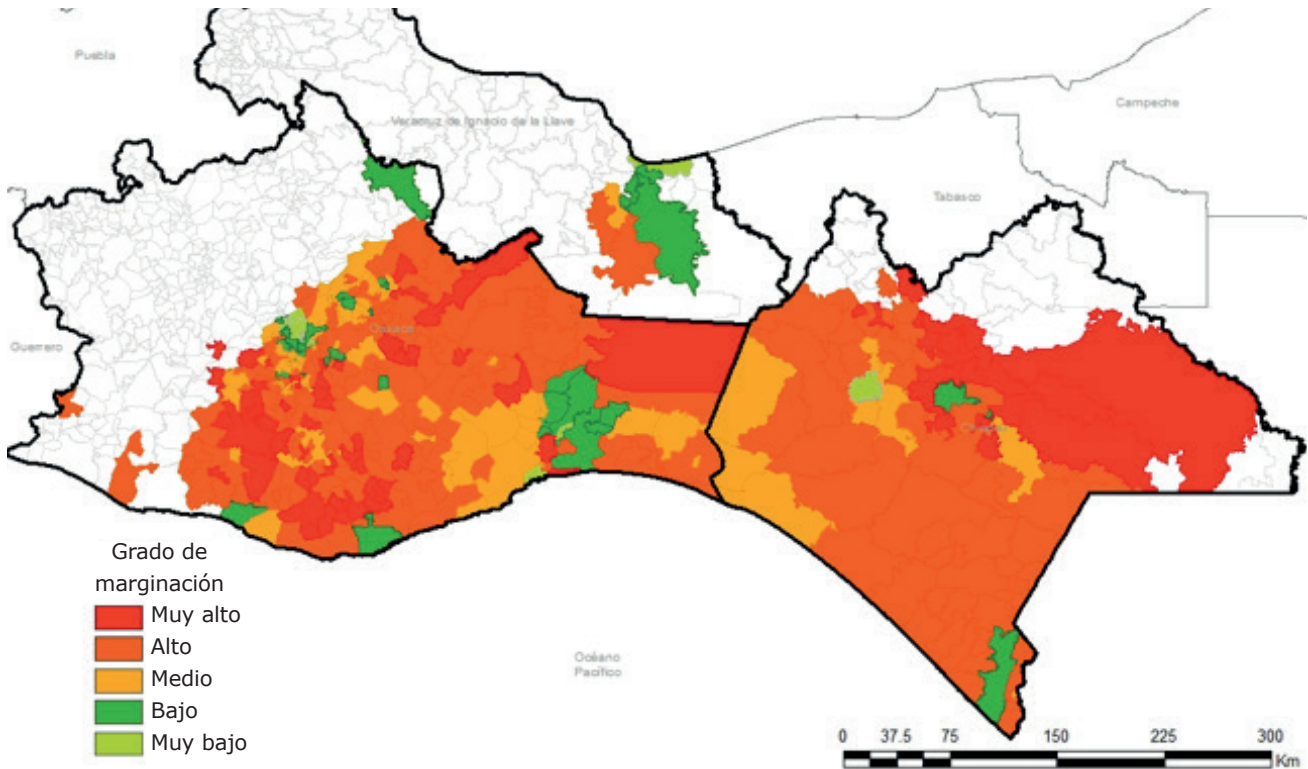 Puebla
Veracruz de Ignacio de la Llave
Campeche
Tabasco
Guerrero
Oaxaca
Chiapas
Grado de
marginación
Muy alto
Alto
Medio
Bajo
Muy bajo
Océano
Pacífico
0 37.5 75 150 225 300
Km